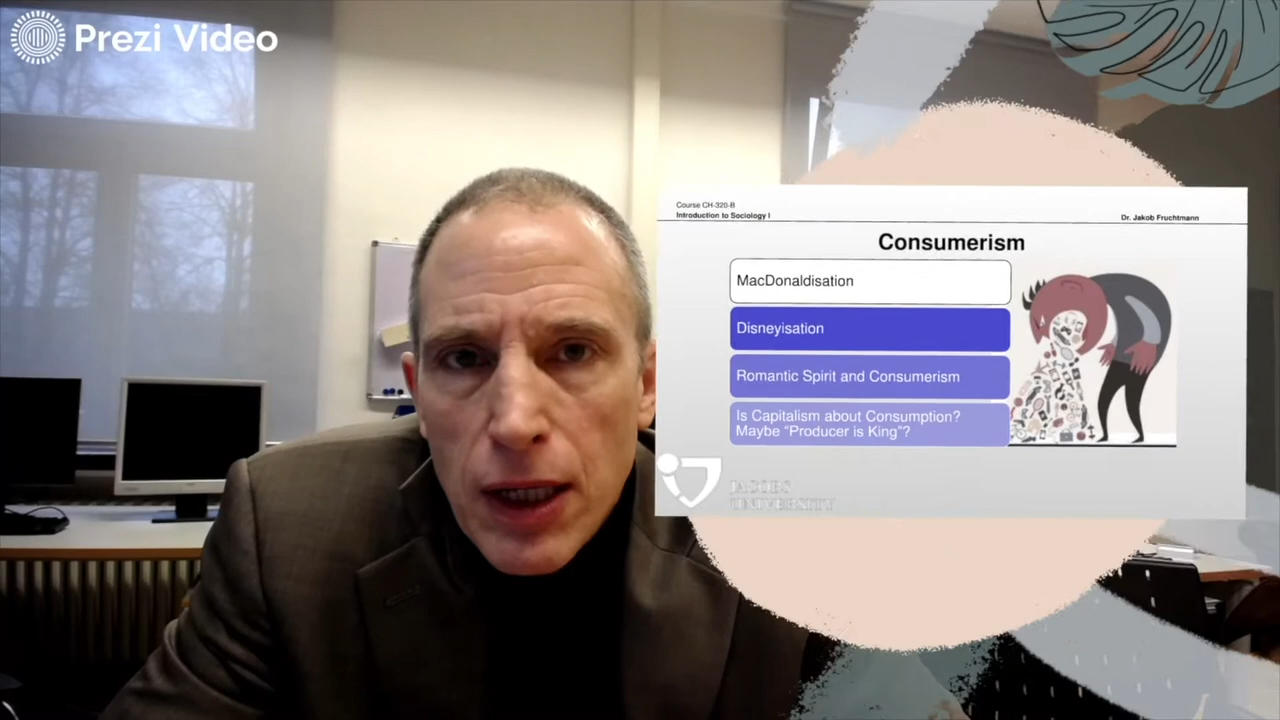 Prezi Video
Course CH-320-B
Introduction to Sociology I
Dr. Jakob Fruchtmann
Consumerism
MacDonaldisation
Disneyisation
Romantic Spirit and Consumerism
Is Capitalism about Consumption?
Maybe “Producer is King”?
JACOBS
UNIVERSITY